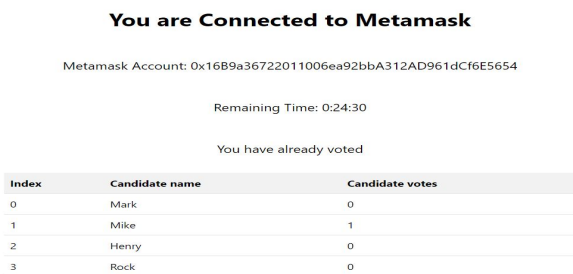 You are Connected to Metamask
Metamask Account: 0x16B9a36722011006ea92bbA312AD961dCf6E5654
Remaining Time: 0:24:30
You have already voted
Index Candidate name Candidate votes
0 Mark 0
1 Mike 1
2 Henry 0
3 Rock 0